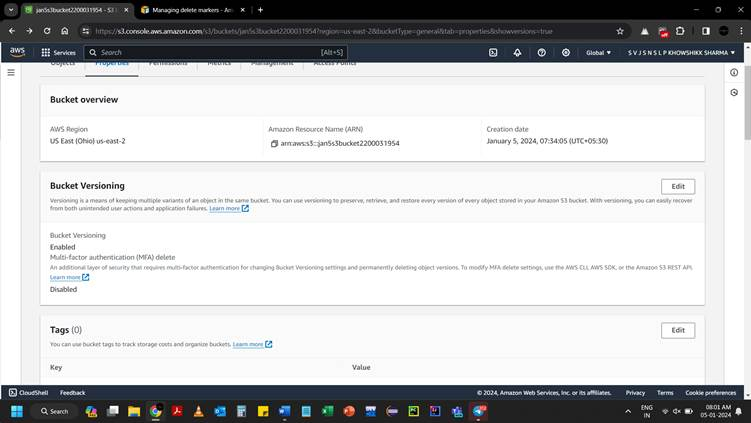 jan5s3bucket2200031954 - S3
Managing delete markers - Am
https://s3.console.aws.amazon.com/s3/buckets/jan5s3bucket2200031954?region=us-east-2&bucketType=general&tab=properties&showversions=true
aws
Services
Search
[Alt+S]
Global
S V J S N S L P KHOWSHIKK SHARMA
Objects
Properties
Permissions
Metrics
Management
Access Points
Bucket overview
AWS Region
US East (Ohio) us-east-2
Amazon Resource Name (ARN)
arn:aws:s3:::jan5s3bucket2200031954
Creation date
January 5, 2024, 07:34:05 (UTC+05:30)
Bucket Versioning
Edit
Versioning is a means of keeping multiple variants of an object in the same bucket. You can use versioning to preserve, retrieve, and restore every version of every object stored in your Amazon S3 bucket. With versioning, you can easily recover
from both unintended user actions and application failures. Learn more
Bucket Versioning
Enabled
Multi-factor authentication (MFA) delete
An additional layer of security that requires multi-factor authentication for changing Bucket Versioning settings and permanently deleting object versions. To modify MFA delete settings, use the AWS CLI, AWS SDK, or the Amazon S3 REST API.
Learn more
Disabled
Tags (0)
Edit
You can use bucket tags to track storage costs and organize buckets. Learn more
Key
Value
CloudShell
Feedback
© 2024, Amazon Web Services, Inc. or its affiliates.
Privacy
Terms
Cookie preferences
Search
ENG
IN
08:01 AM
05-01-2024